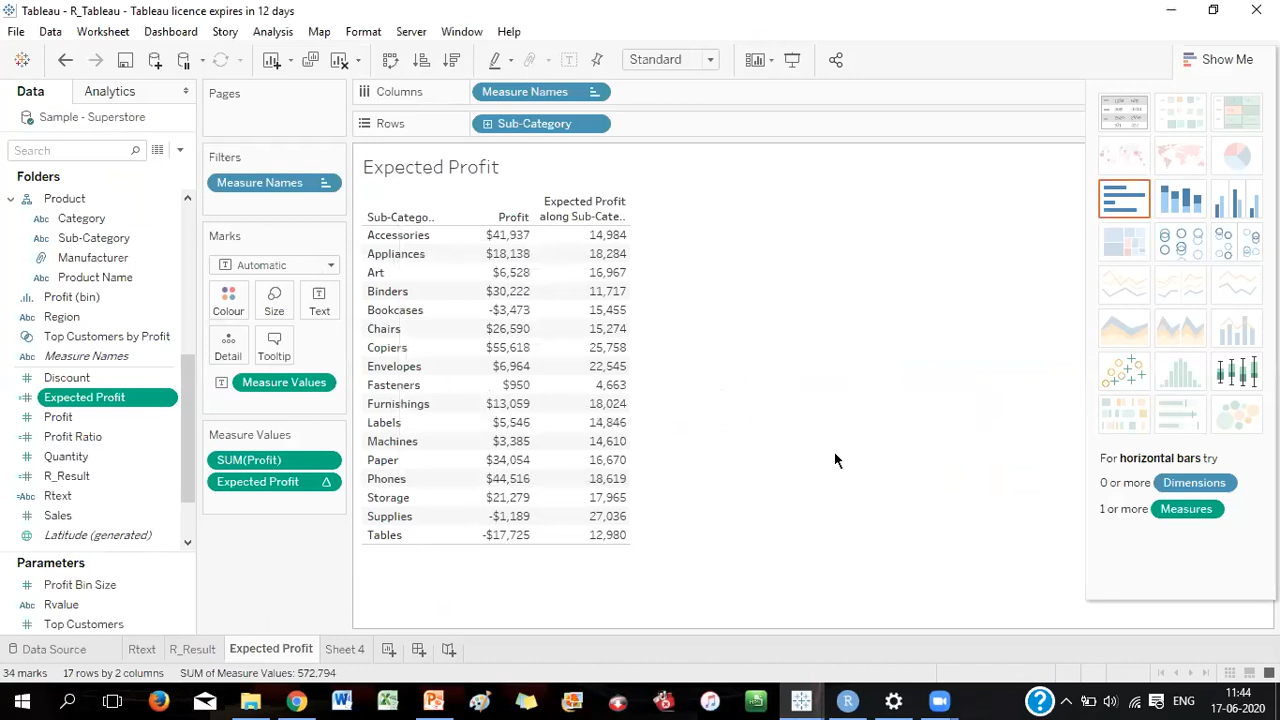 Tableau - R_Tableau - Tableau licence expires in 12 days
File Data Worksheet Dashboard Analysis Map Format Server Window Help
Standard
Show Me
Data Analytics
Sample - Superstore
Search
Folders
Product
Category
Sub-Category
Manufacturer
Product Name
Profit (bin)
Region
Top Customers by Profit
Measure Names
Discount
Expected Profit
Profit
Profit Ratio
Quantity
R_Result
Rtext
Sales
Latitude (generated)
Parameters
Profit Bin Size
Rvalue
Top Customers
Pages
Filters
Measure Names
Marks
Automatic
Colour Size Text
Detail Tooltip
Measure Values
Measure Values
SUM(Profit)
Expected Profit
Columns Measure Names
Rows Sub-Category
Expected Profit
Sub-Catego.. Profit Expected Profit along Sub-Cate..
Accessories $41,937 14,984
Appliances $18,138 18,284
Art $6,528 16,967
Binders $30,222 11,717
Bookcases -$3,473 15,455
Chairs $26,590 15,274
Copiers $55,618 25,758
Envelopes $6,964 22,545
Fasteners $950 4,663
Furnishings $13,059 18,024
Labels $5,546 14,846
Machines $3,385 14,610
Paper $34,054 16,670
Phones $44,516 18,619
Storage $21,279 17,965
Supplies -$1,189 27,036
Tables -$17,725 12,980
For horizontal bars try
0 or more Dimensions
1 or more Measures
Data Source Rtext R_Result Expected Profit Sheet 4
34 marks 17 rows by 2 columns SUM of Measure Values: 572.794
ENG
11:44
17-06-2020